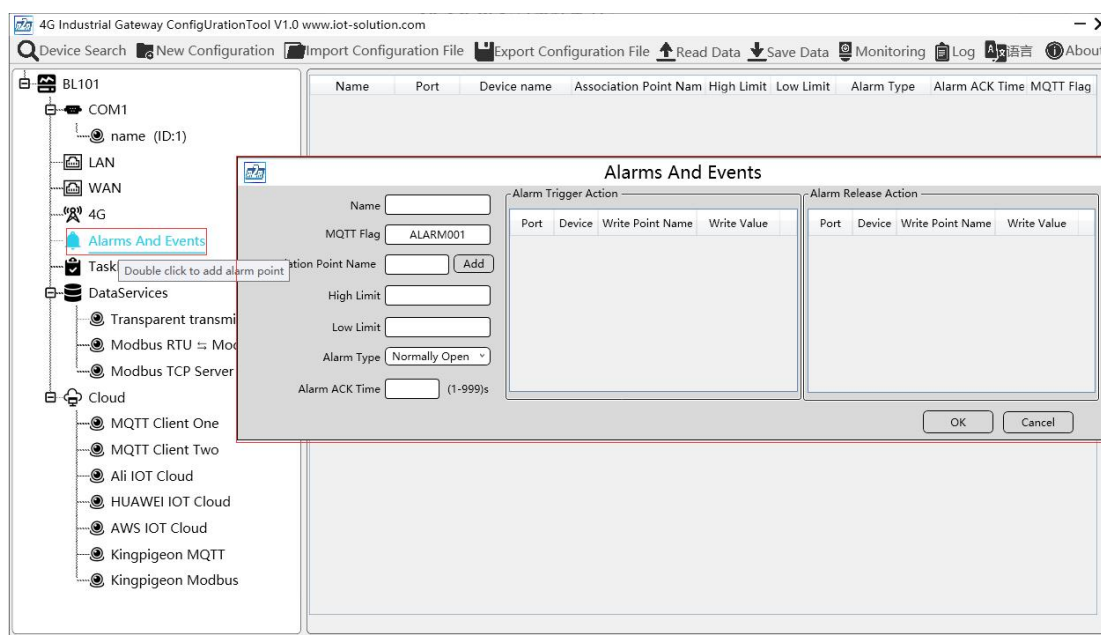 4G Industrial Gateway ConfigUrationTool V1.0 www.iot-solution.com
Device Search New Configuration Import Configuration File Export Configuration File Read Data Save Data Monitoring Log 语言 Abou
BL101
Name Port Device name Association Point Nam High Limit Low Limit Alarm Type Alarm ACK Time MQTT Flag
COM1
name (ID:1)
LAN
WAN
4G
Alarms And Events
Task
Double click to add alarm point
DataServices
Transparent transmi
Modbus RTU ⇆ Mod
Modbus TCP Server
Cloud
MQTT Client One
MQTT Client Two
Ali IOT Cloud
HUAWEI IOT Cloud
AWS IOT Cloud
Kingpigeon MQTT
Kingpigeon Modbus
Alarms And Events
Name
MQTT Flag ALARM001
ation Point Name Add
High Limit
Low Limit
Alarm Type Normally Open
Alarm ACK Time (1-999)s
Alarm Trigger Action
Port Device Write Point Name Write Value
Alarm Release Action
Port Device Write Point Name Write Value
OK Cancel